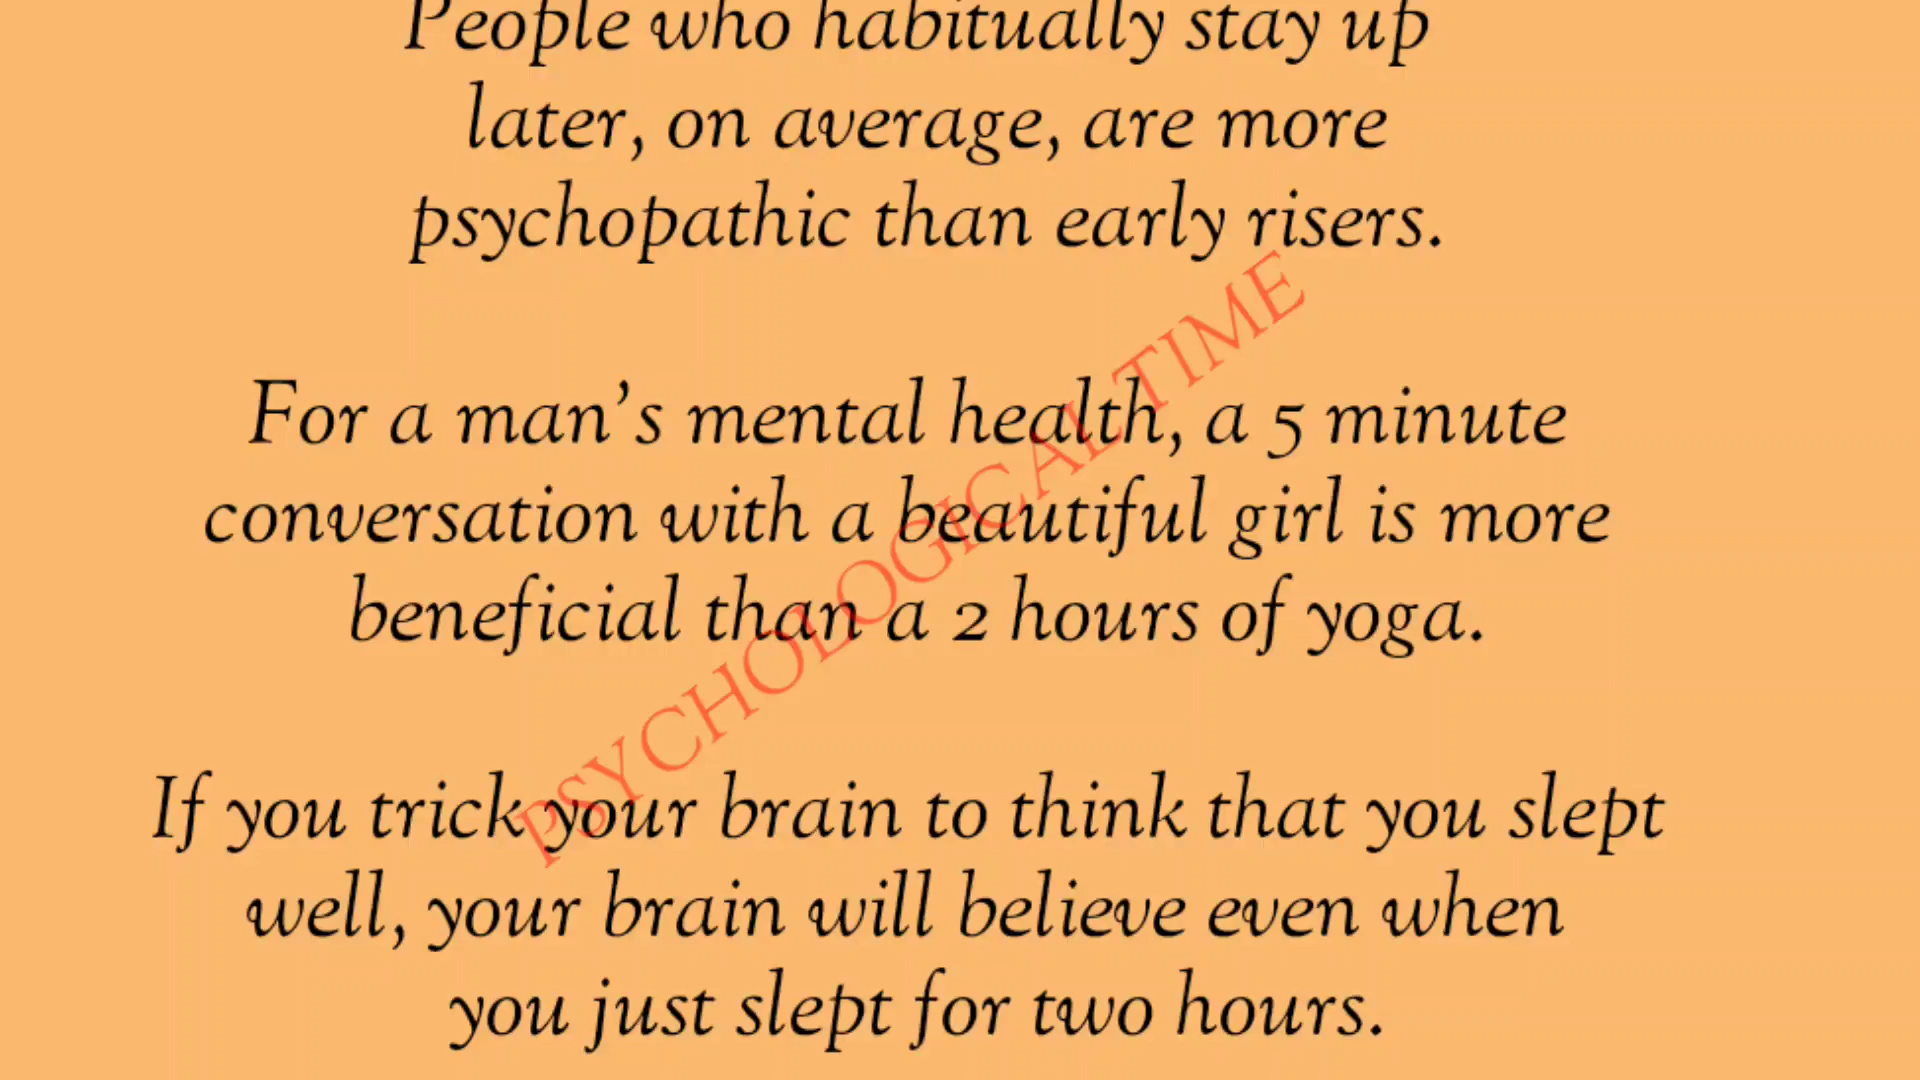 People who habitually stay up
later, on average, are more
psychopathic than early risers.
For a man's mental health, a 5 minute
conversation with a beautiful girl is more
beneficial than a 2 hours of yoga.
If you trick your brain to think that you slept
well, your brain will believe even when
you just slept for two hours.
PSYCHOLOGICAL TIME